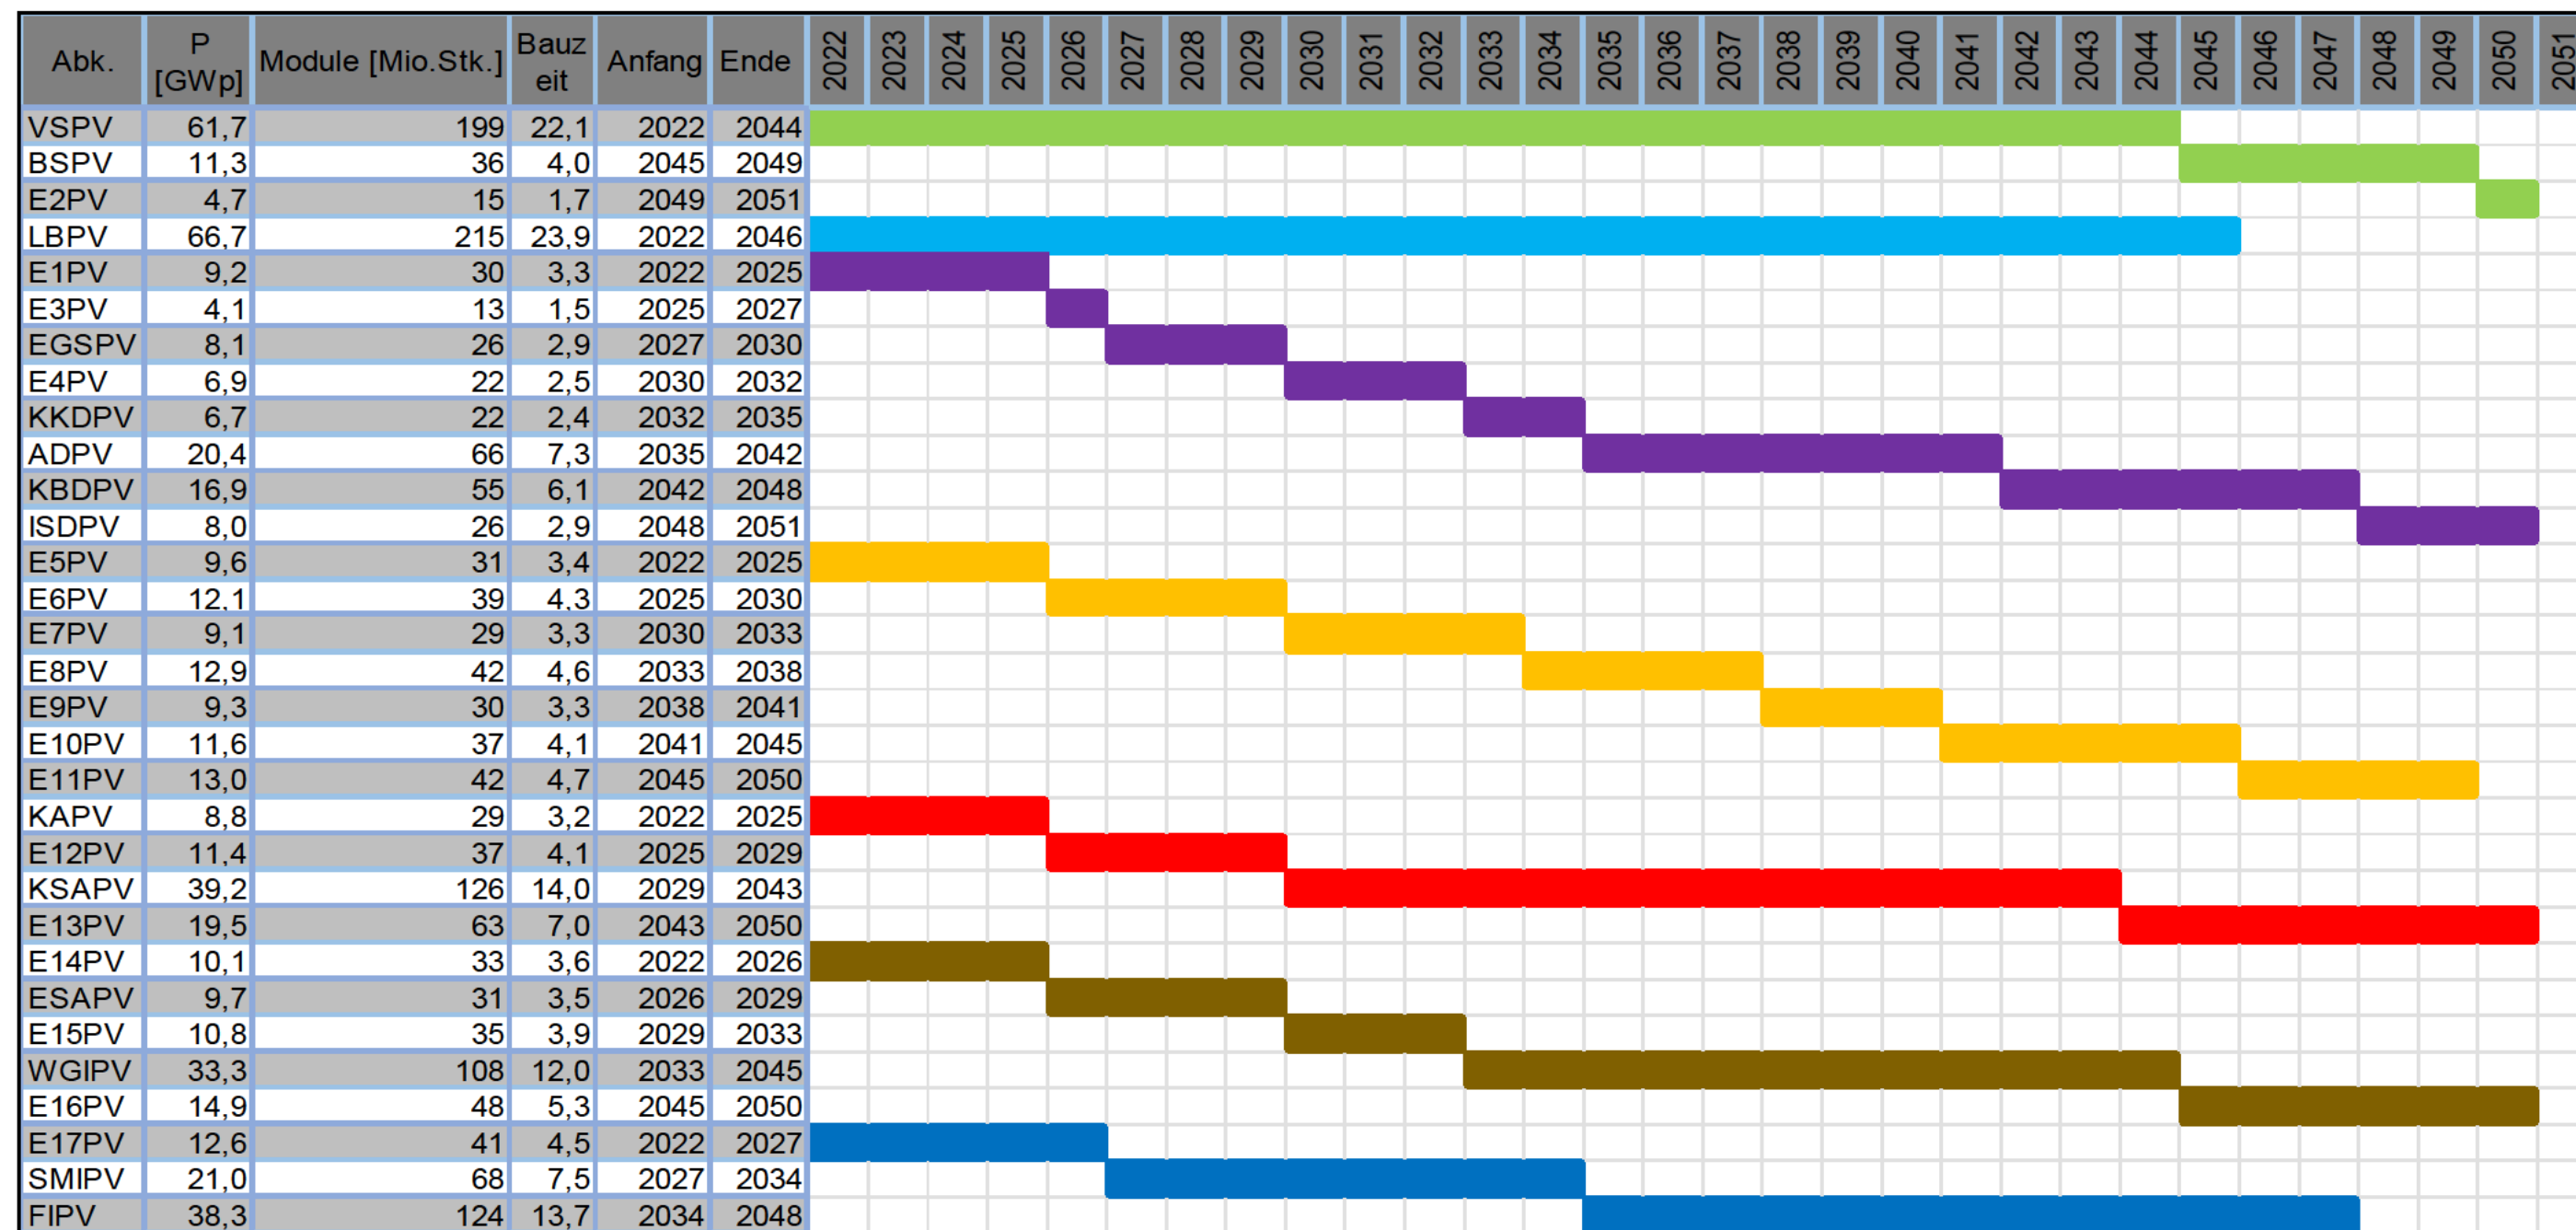 Abk. P [GWp] Module [Mio.Stk.] Bauz eit Anfang Ende 2022 2023 2024 2025 2026 2027 2028 2029 2030 2031 2032 2033 2034 2035 2036 2037 2038 2039 2040 2041 2042 2043 2044 2045 2046 2047 2048 2049 2050 2051
VSPV 61,7 199 22,1 2022 2044
BSPV 11,3 36 4,0 2045 2049
E2PV 4,7 15 1,7 2049 2051
LBPV 66,7 215 23,9 2022 2046
E1PV 9,2 30 3,3 2022 2025
E3PV 4,1 13 1,5 2025 2027
EGSPV 8,1 26 2,9 2027 2030
E4PV 6,9 22 2,5 2030 2032
KKDPV 6,7 22 2,4 2032 2035
ADPV 20,4 66 7,3 2035 2042
KBDPV 16,9 55 6,1 2042 2048
ISDPV 8,0 26 2,9 2048 2051
E5PV 9,6 31 3,4 2022 2025
E6PV 12,1 39 4,3 2025 2030
E7PV 9,1 29 3,3 2030 2033
E8PV 12,9 42 4,6 2033 2038
E9PV 9,3 30 3,3 2038 2041
E10PV 11,6 37 4,1 2041 2045
E11PV 13,0 42 4,7 2045 2050
KAPV 8,8 29 3,2 2022 2025
E12PV 11,4 37 4,1 2025 2029
KSAPV 39,2 126 14,0 2029 2043
E13PV 19,5 63 7,0 2043 2050
E14PV 10,1 33 3,6 2022 2026
ESAPV 9,7 31 3,5 2026 2029
E15PV 10,8 35 3,9 2029 2033
WGIPV 33,3 108 12,0 2033 2045
E16PV 14,9 48 5,3 2045 2050
E17PV 12,6 41 4,5 2022 2027
SMIPV 21,0 68 7,5 2027 2034
FIPV 38,3 124 13,7 2034 2048